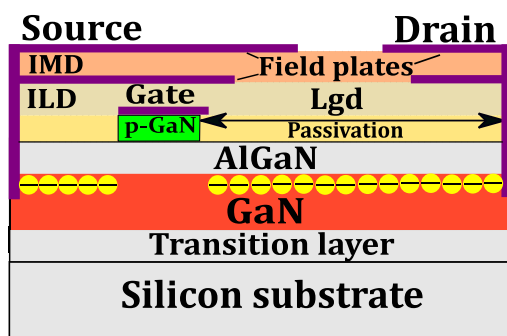 Source
Drain
IMD
Field plates
ILD
Gate
Lgd
p-GaN
Passivation
AlGaN
GaN
Transition layer
Silicon substrate